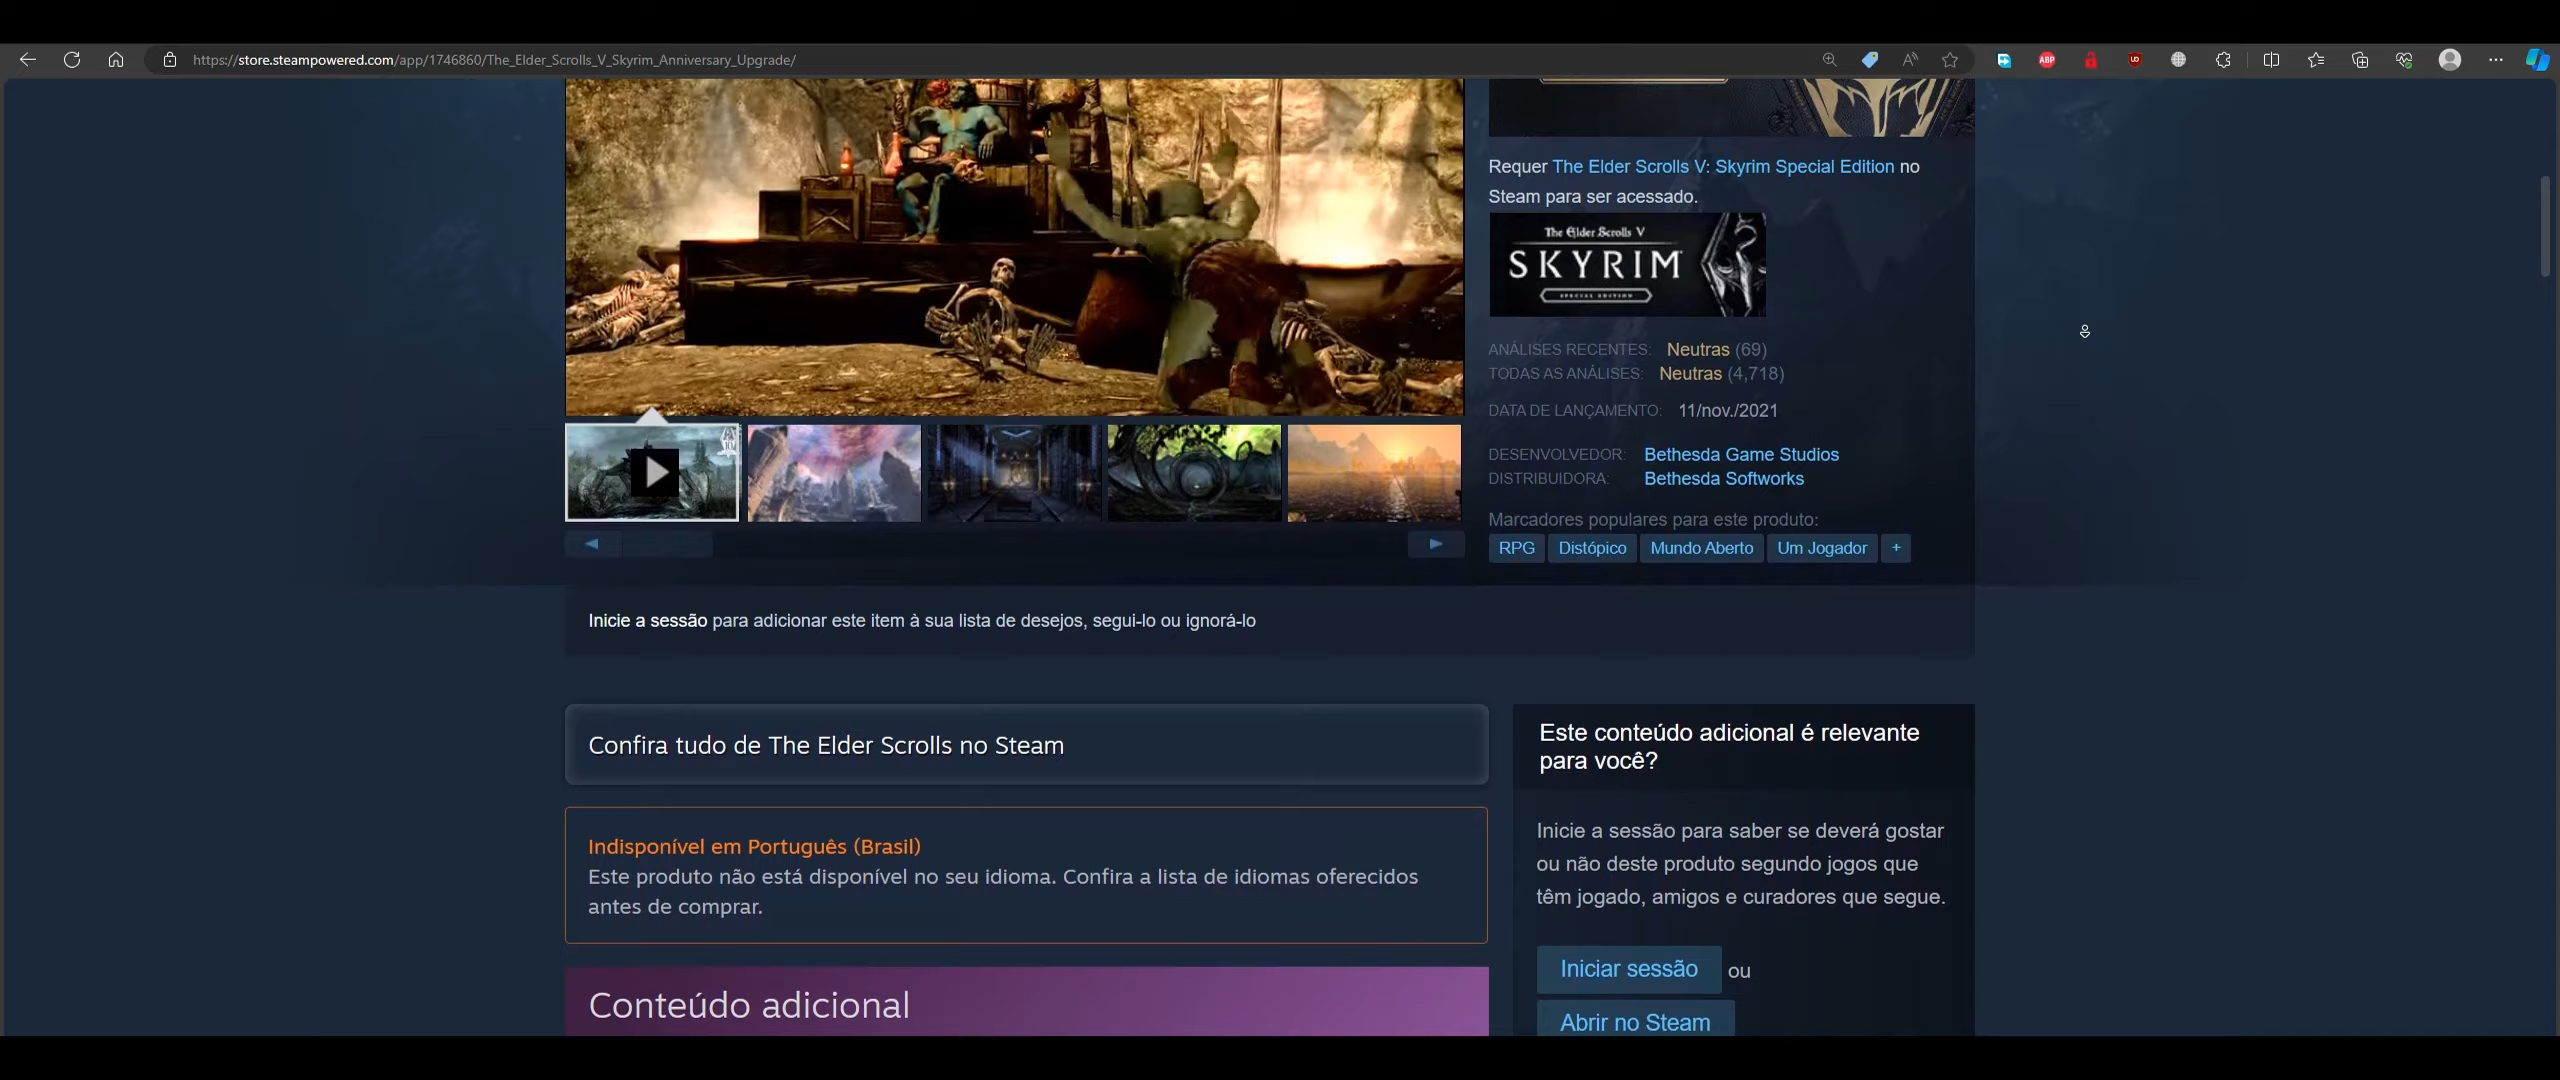 https://store.steampowered.com/app/1746860/The_Elder_Scrolls_V_Skyrim_Anniversary_Upgrade/
ABP
Requer The Elder Scrolls V: Skyrim Special Edition no
Steam para ser acessado.
The Elder Scrolls V
SKYRIM
SPECIAL EDITION
ANÁLISES RECENTES: Neutras (69)
TODAS AS ANÁLISES: Neutras (4,718)
DATA DE LANÇAMENTO: 11/nov./2021
DESENVOLVEDOR: Bethesda Game Studios
DISTRIBUIDORA: Bethesda Softworks
Marcadores populares para este produto:
RPG Distópico Mundo Aberto Um Jogador +
Inicie a sessão para adicionar este item à sua lista de desejos, segui-lo ou ignorá-lo
Confira tudo de The Elder Scrolls no Steam
Indisponível em Português (Brasil)
Este produto não está disponível no seu idioma. Confira a lista de idiomas oferecidos
antes de comprar.
Conteúdo adicional
Este conteúdo adicional é relevante
para você?
Inicie a sessão para saber se deverá gostar
ou não deste produto segundo jogos que
têm jogado, amigos e curadores que segue.
Iniciar sessão ou
Abrir no Steam